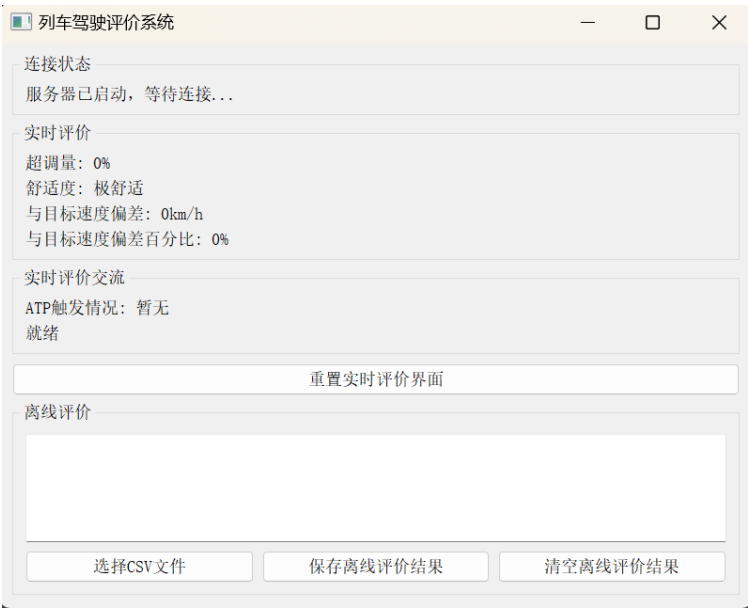 列车驾驶评价系统
连接状态
服务器已启动，等待连接...
实时评价
超调量: 0%
舒适度: 极舒适
与目标速度偏差: 0km/h
与目标速度偏差百分比: 0%
实时评价交流
ATP触发情况: 暂无
就绪
重置实时评价界面
离线评价
选择CSV文件 保存离线评价结果 清空离线评价结果